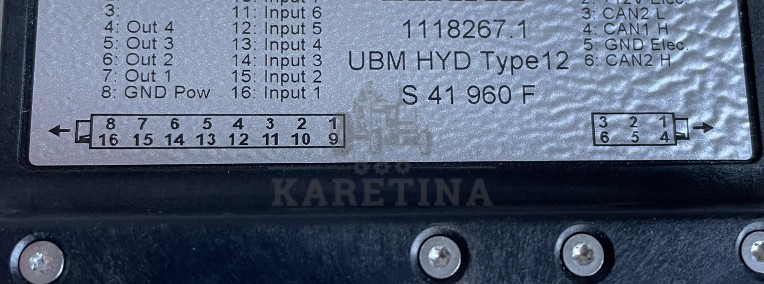 3:
4: Out 4
5: Out 3
6: Out 2
7: Out 1
8: GND Pow
11: Input 6
12: Input 5
13: Input 4
14: Input 3
15: Input 2
16: Input 1
1118267.1
UBM HYD Type12
S 41 960 F
3: CAN2 L
4: CAN1 H
5: GND Elec.
6: CAN2 H
8 7 6 5 4 3 2 1
16 15 14 13 12 11 10 9
3 2 1
6 5 4
KARETINA